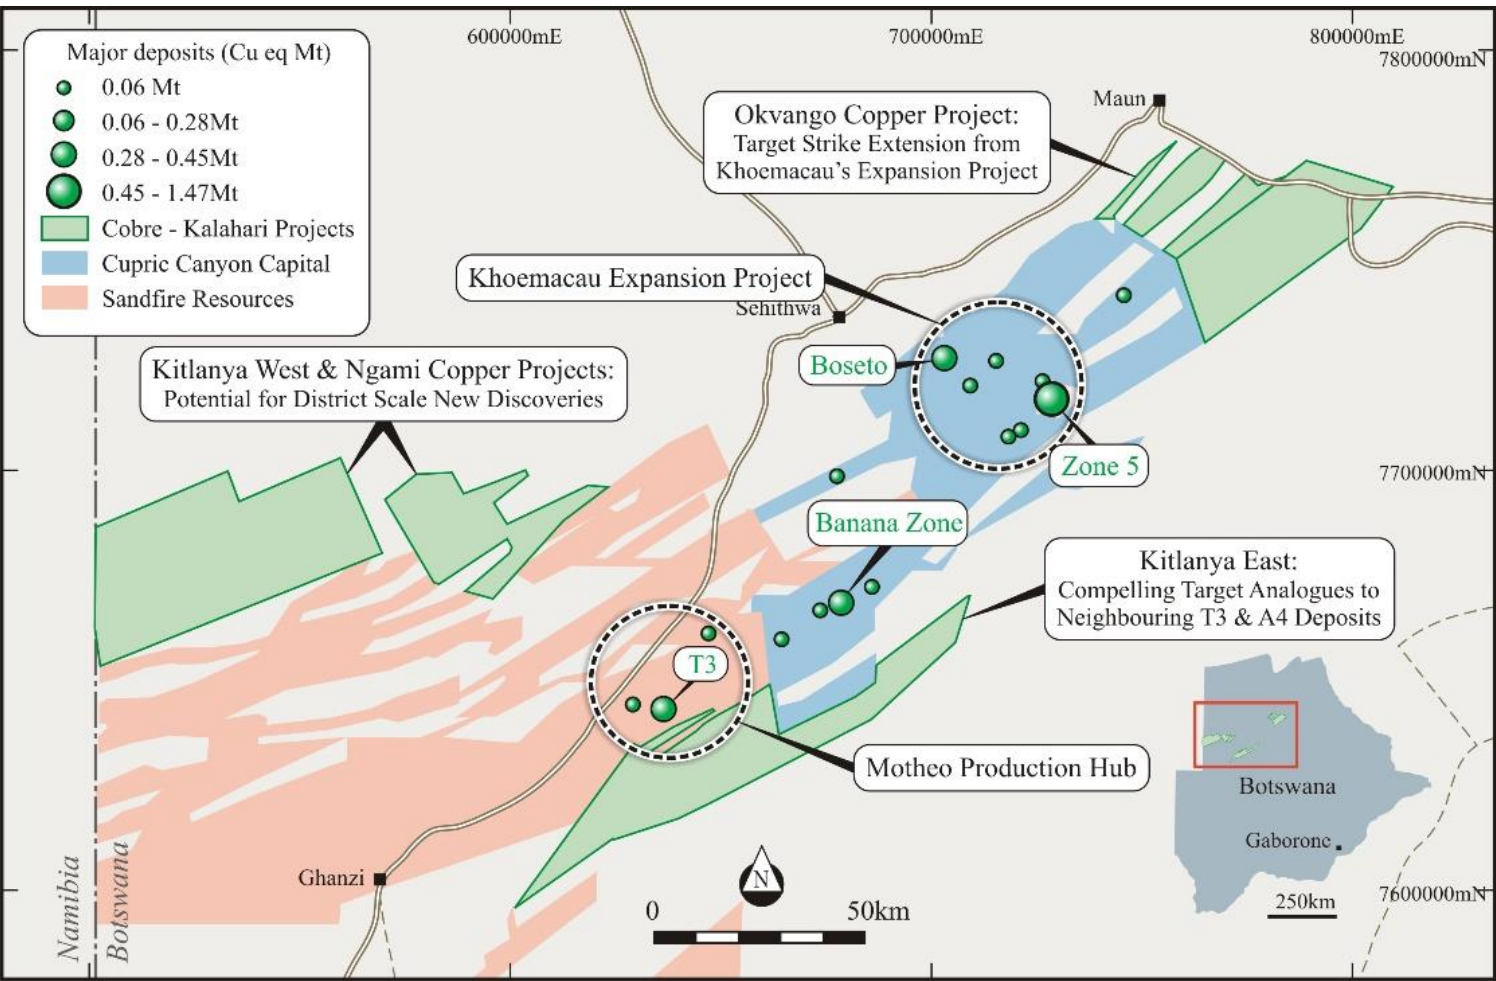 600000mE
700000mE
800000mE
7800000mN
Major deposits (Cu eq Mt)
0.06 Mt
0.06 - 0.28Mt
0.28 - 0.45Mt
0.45 - 1.47Mt
Cobre - Kalahari Projects
Cupric Canyon Capital
Sandfire Resources
Maun
Okvango Copper Project:
Target Strike Extension from
Khoemacau's Expansion Project
Khoemacau Expansion Project
Sehithwa
Boseto
Kitlanya West & Ngami Copper Projects:
Potential for District Scale New Discoveries
Zone 5
7700000mN
Banana Zone
Kitlanya East:
Compelling Target Analogues to
Neighbouring T3 & A4 Deposits
T3
Motheo Production Hub
Botswana
Gaborone
250km
Ghanzi
N
0 50km
7600000mN
Namibia
Botswana